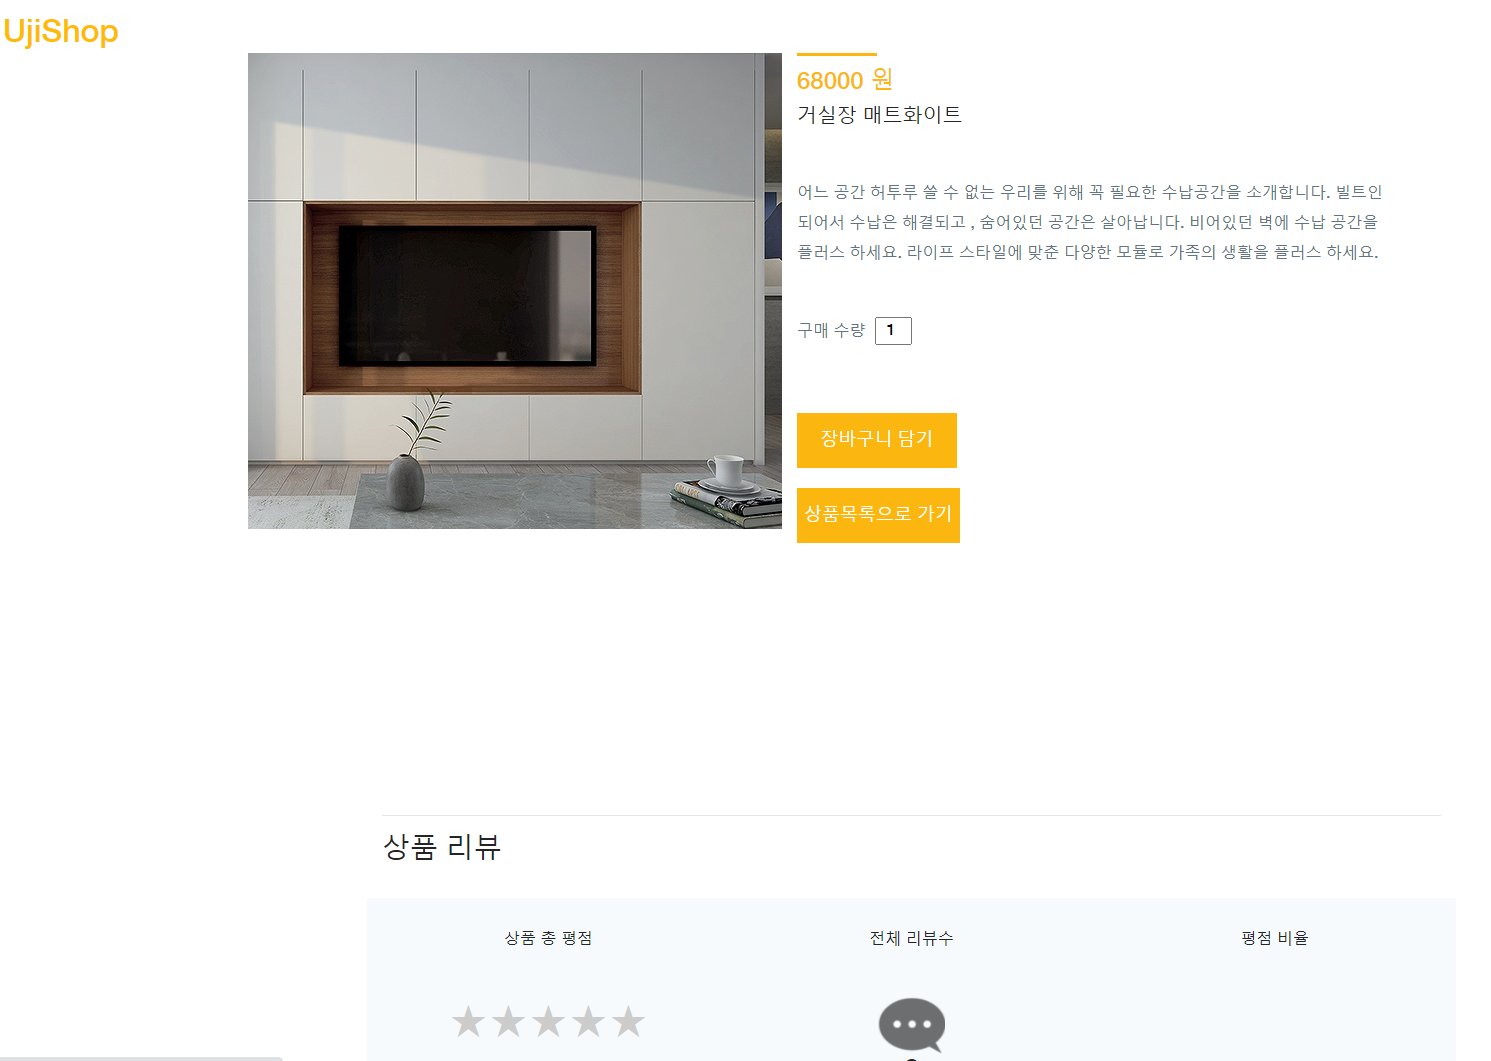 UjiShop
68000 원
거실장 매트화이트
어느 공간 허투루 쓸 수 없는 우리를 위해 꼭 필요한 수납공간을 소개합니다. 빌트인
되어서 수납은 해결되고 , 숨어있던 공간은 살아납니다. 비어있던 벽에 수납 공간을
플러스 하세요. 라이프 스타일에 맞춘 다양한 모듈로 가족의 생활을 플러스 하세요.
구매 수량 1
장바구니 담기
상품목록으로 가기
상품 리뷰
상품 총 평점 전체 리뷰수 평점 비율